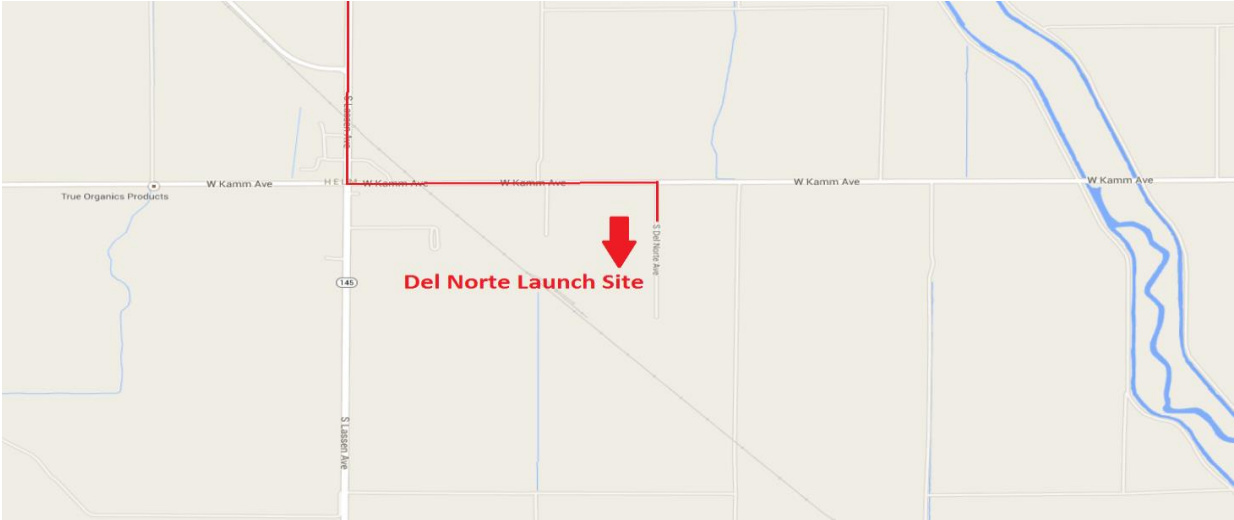 S Lassen Ave
W Kamm Ave
HELM
W Kamm Ave
W Kamm Ave
W Kamm Ave
W Kamm Ave
True Organics Products
S Del Norte Ave
Del Norte Launch Site
145
S Lassen Ave